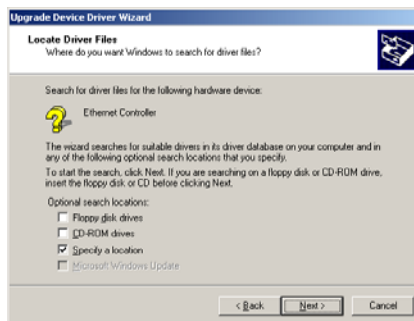 Upgrade Device Driver Wizard
Locate Driver Files
Where do you want Windows to search for driver files?
Search for driver files for the following hardware device:
Ethernet Controller
The wizard searches for suitable drivers in its driver database on your computer and in
any of the following optional search locations that you specify.
To start the search, click Next. If you are searching on a floppy disk or CD-ROM drive,
insert the floppy disk or CD before clicking Next.
Optional search locations:
Floppy disk drives
CD-ROM drives
Specify a location
Microsoft Windows Update
< Back
Next >
Cancel